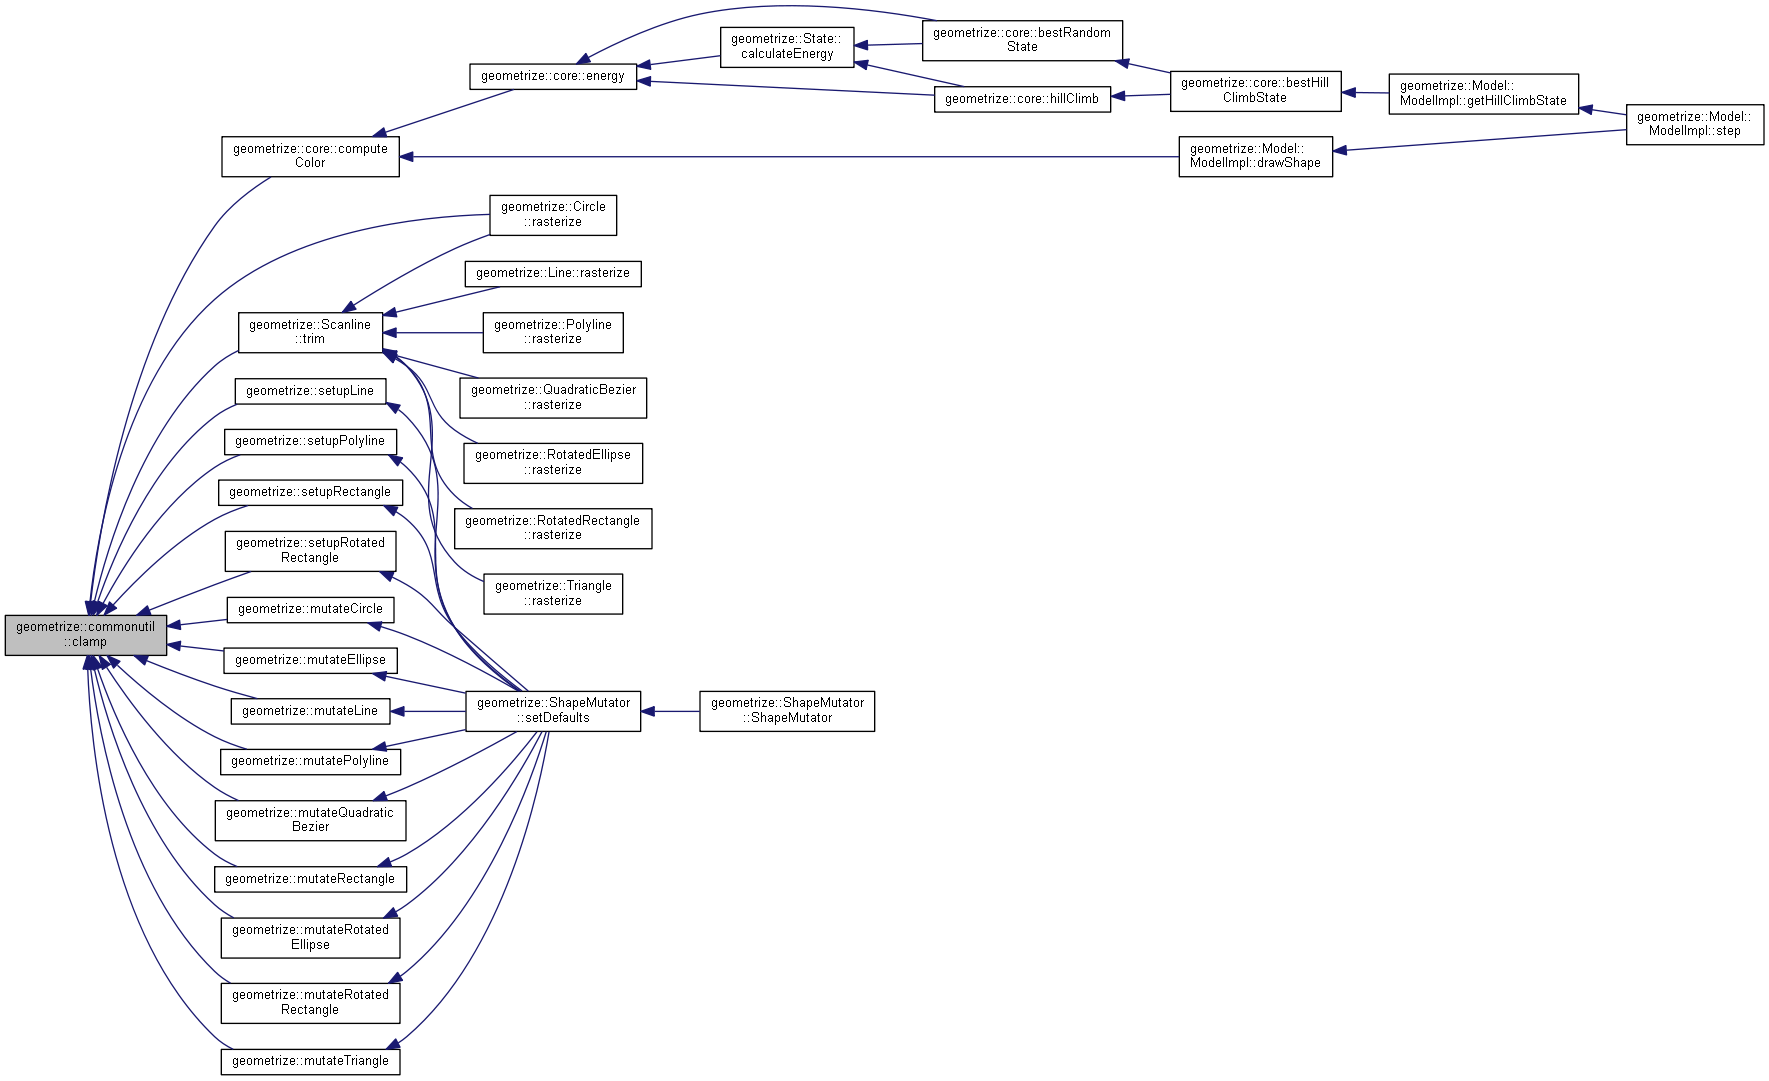 geometrize::core::bestRandom
State
geometrize::State::
calculateEnergy
geometrize::core::energy
geometrize::core::hillClimb
geometrize::core::bestHill
ClimbState
geometrize::Model::
ModelImpl::getHillClimbState
geometrize::Model::
ModelImpl::step
geometrize::core::compute
Color
geometrize::Model::
ModelImpl::drawShape
geometrize::Circle
::rasterize
geometrize::Line::rasterize
geometrize::Scanline
::trim
geometrize::Polyline
::rasterize
geometrize::setupLine
geometrize::QuadraticBezier
::rasterize
geometrize::setupPolyline
geometrize::RotatedEllipse
::rasterize
geometrize::setupRectangle
geometrize::RotatedRectangle
::rasterize
geometrize::setupRotated
Rectangle
geometrize::Triangle
::rasterize
geometrize::mutateCircle
geometrize::commonutil
::clamp
geometrize::mutateEllipse
geometrize::mutateLine
geometrize::ShapeMutator
::setDefaults
geometrize::ShapeMutator
::ShapeMutator
geometrize::mutatePolyline
geometrize::mutateQuadratic
Bezier
geometrize::mutateRectangle
geometrize::mutateRotated
Ellipse
geometrize::mutateRotated
Rectangle
geometrize::mutateTriangle